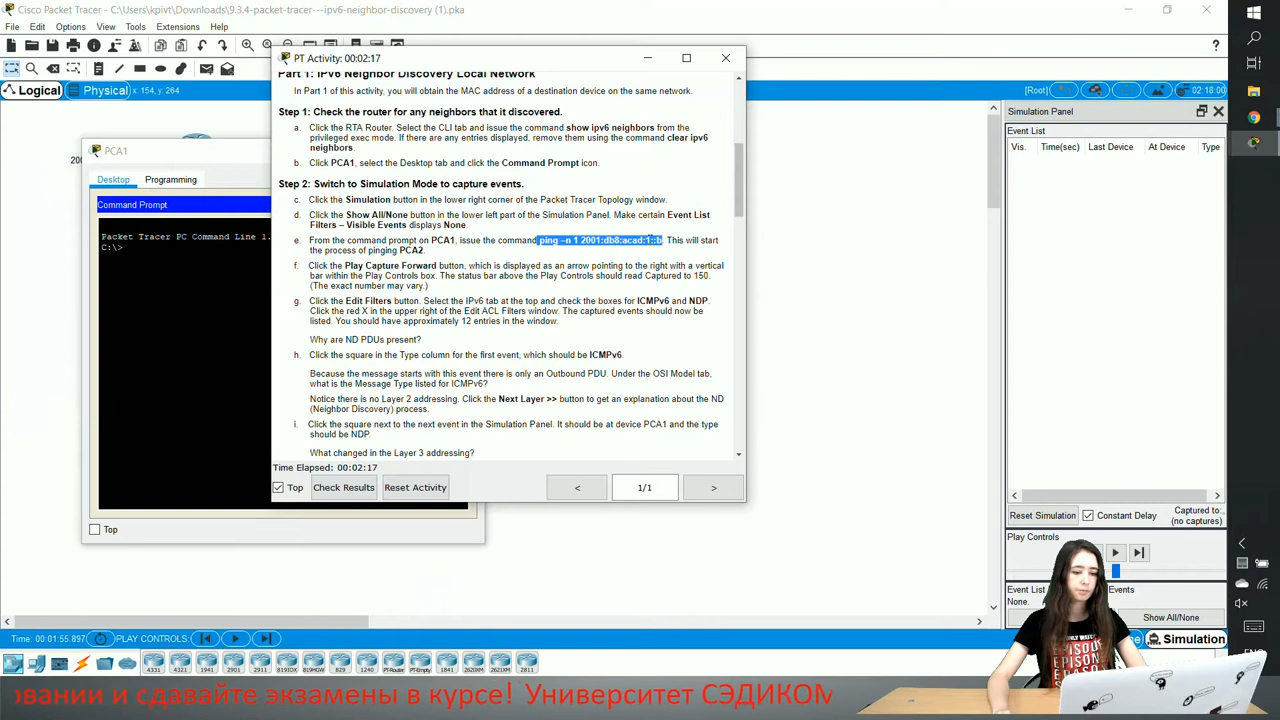 Cisco Packet Tracer - C:\Users\kpivt\Downloads\9.3.4-packet-tracer---ipv6-neighbor-discovery (1).pka
File Edit Options View Tools Extensions Help
Logical Physical x: 154, y: 264 [Root] 02:18:00
PT Activity: 00:02:17
Part 1: IPv6 Neighbor Discovery Local Network
In Part 1 of this activity, you will obtain the MAC address of a destination device on the same network.
Step 1: Check the router for any neighbors that it discovered.
a. Click the RTA Router. Select the CLI tab and issue the command show ipv6 neighbors from the
privileged exec mode. If there are any entries displayed, remove them using the command clear ipv6
neighbors.
b. Click PCA1, select the Desktop tab and click the Command Prompt icon.
Step 2: Switch to Simulation Mode to capture events.
c. Click the Simulation button in the lower right corner of the Packet Tracer Topology window.
d. Click the Show All/None button in the lower left part of the Simulation Panel. Make certain Event List
Filters – Visible Events displays None.
e. From the command prompt on PCA1, issue the command ping –n 1 2001:db8:acad:1::b. This will start
the process of pinging PCA2.
f. Click the Play Capture Forward button, which is displayed as an arrow pointing to the right with a vertical
bar within the Play Controls box. The status bar above the Play Controls should read Captured to 150.
(The exact number may vary.)
g. Click the Edit Filters button. Select the IPv6 tab at the top and check the boxes for ICMPv6 and NDP.
Click the red X in the upper right of the Edit ACL Filters window. The captured events should now be
listed. You should have approximately 12 entries in the window.
Why are ND PDUs present?
h. Click the square in the Type column for the first event, which should be ICMPv6.
Because the message starts with this event there is only an Outbound PDU. Under the OSI Model tab,
what is the Message Type listed for ICMPv6?
Notice there is no Layer 2 addressing. Click the Next Layer >> button to get an explanation about the ND
(Neighbor Discovery) process.
i. Click the square next to the next event in the Simulation Panel. It should be at device PCA1 and the type
should be NDP.
What changed in the Layer 3 addressing?
Time Elapsed: 00:02:17
Top Check Results Reset Activity < 1/1 >
PCA1
Desktop Programming
Command Prompt
Packet Tracer PC Command Line 1.
C:\>
Top
Simulation Panel
Event List
Vis. Time(sec) Last Device At Device Type
Reset Simulation Constant Delay Captured to:
(no captures)
Play Controls
Event List Events
None.
Show All/None
Time: 00:01:55.897 PLAY CONTROLS: Simulation
4331 4321 1941 2901 2911 819IOX 819HGW 829 1240 PT-Router PT-Empty 1841 2620XM 2621XM 2811
овании и сдавайте экзамены в курсе! Университет СЭДИКОМ